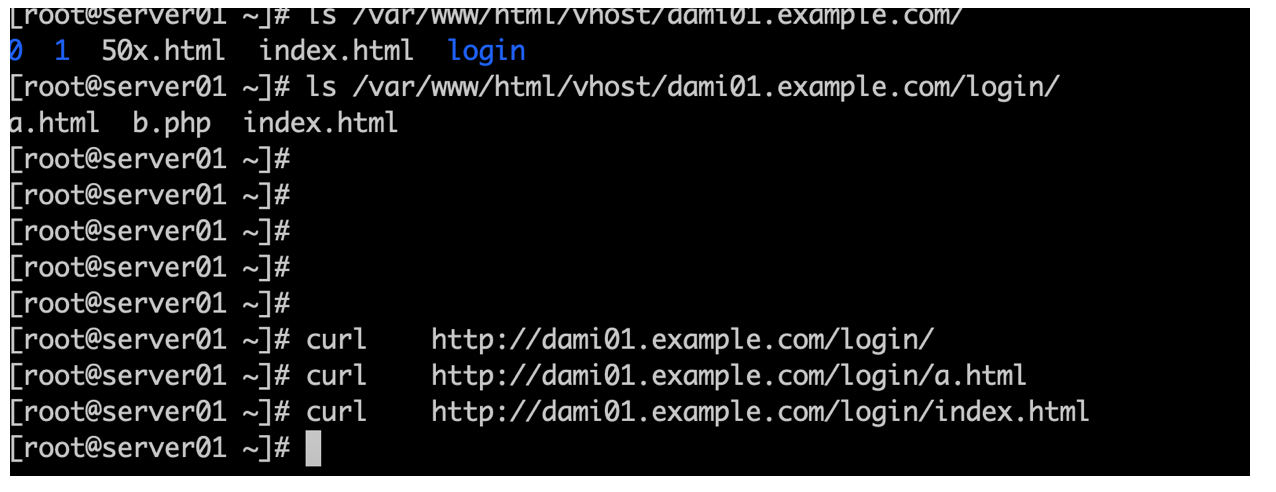 [root@server01 ~]# ls /var/www/html/vhost/dami01.example.com/
0  1  50x.html  index.html  login
[root@server01 ~]# ls /var/www/html/vhost/dami01.example.com/login/
a.html  b.php  index.html
[root@server01 ~]#
[root@server01 ~]#
[root@server01 ~]#
[root@server01 ~]#
[root@server01 ~]#
[root@server01 ~]# curl    http://dami01.example.com/login/
[root@server01 ~]# curl    http://dami01.example.com/login/a.html
[root@server01 ~]# curl    http://dami01.example.com/login/index.html
[root@server01 ~]#